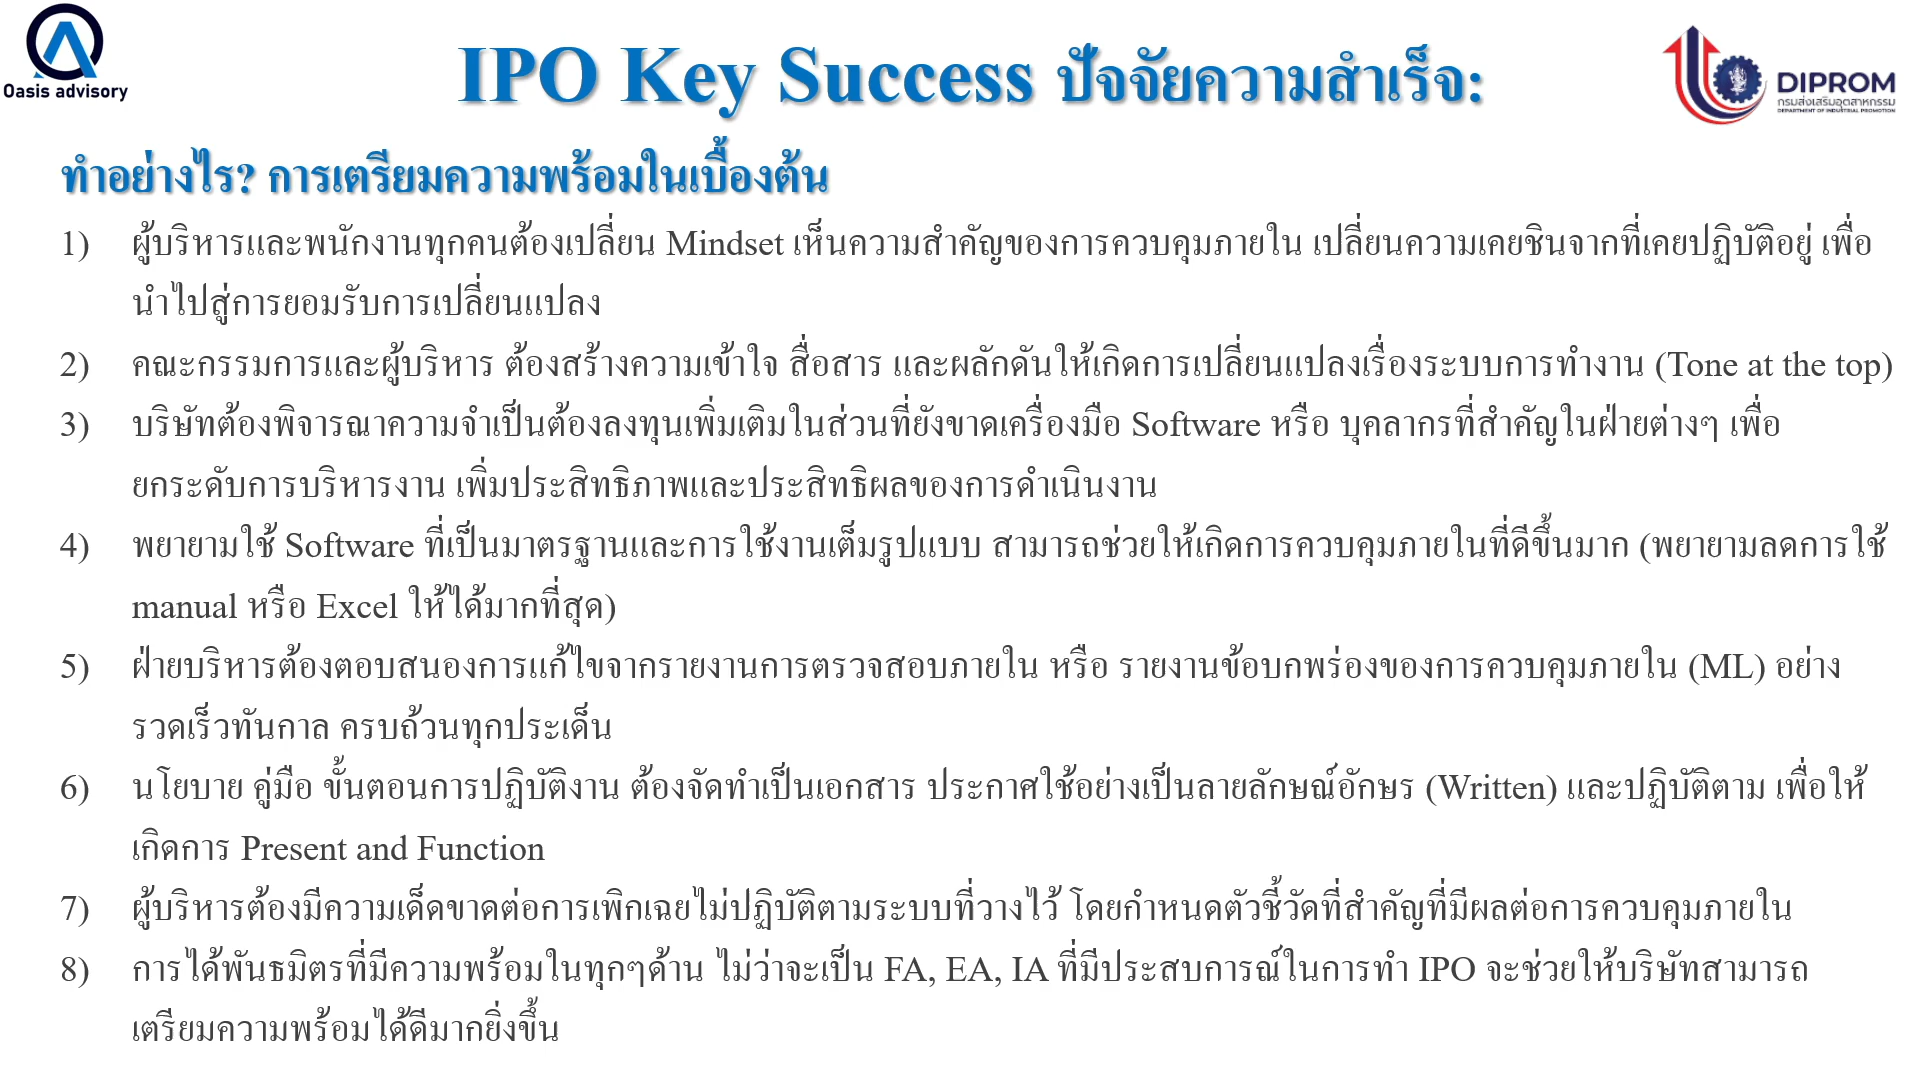 Oasis advisory
IPO Key Success ปัจจัยความสำเร็จ:
DIPROM
กรมส่งเสริมอุตสาหกรรม
DEPARTMENT OF INDUSTRIAL PROMOTION
ทำอย่างไร? การเตรียมความพร้อมในเบื้องต้น
1) ผู้บริหารและพนักงานทุกคนต้องเปลี่ยน Mindset เห็นความสำคัญของการควบคุมภายใน เปลี่ยนความเคยชินจากที่เคยปฏิบัติอยู่ เพื่อ
นำไปสู่การยอมรับการเปลี่ยนแปลง
2) คณะกรรมการและผู้บริหาร ต้องสร้างความเข้าใจ สื่อสาร และผลักดันให้เกิดการเปลี่ยนแปลงเรื่องระบบการทำงาน (Tone at the top)
3) บริษัทต้องพิจารณาความจำเป็นต้องลงทุนเพิ่มเติมในส่วนที่ยังขาดเครื่องมือ Software หรือ บุคลากรที่สำคัญในฝ่ายต่างๆ เพื่อ
ยกระดับการบริหารงาน เพิ่มประสิทธิภาพและประสิทธิผลของการดำเนินงาน
4) พยายามใช้ Software ที่เป็นมาตรฐานและการใช้งานเต็มรูปแบบ สามารถช่วยให้เกิดการควบคุมภายในที่ดีขึ้นมาก (พยายามลดการใช้
manual หรือ Excel ให้ได้มากที่สุด)
5) ฝ่ายบริหารต้องตอบสนองการแก้ไขจากรายงานการตรวจสอบภายใน หรือ รายงานข้อบกพร่องของการควบคุมภายใน (ML) อย่าง
รวดเร็วทันกาล ครบถ้วนทุกประเด็น
6) นโยบาย คู่มือ ขั้นตอนการปฏิบัติงาน ต้องจัดทำเป็นเอกสาร ประกาศใช้อย่างเป็นลายลักษณ์อักษร (Written) และปฏิบัติตาม เพื่อให้
เกิดการ Present and Function
7) ผู้บริหารต้องมีความเด็ดขาดต่อการเพิกเฉยไม่ปฏิบัติตามระบบที่วางไว้ โดยกำหนดตัวชี้วัดที่สำคัญที่มีผลต่อการควบคุมภายใน
8) การได้พันธมิตรที่มีความพร้อมในทุกๆด้าน ไม่ว่าจะเป็น FA, EA, IA ที่มีประสบการณ์ในการทำ IPO จะช่วยให้บริษัทสามารถ
เตรียมความพร้อมได้ดีมากยิ่งขึ้น